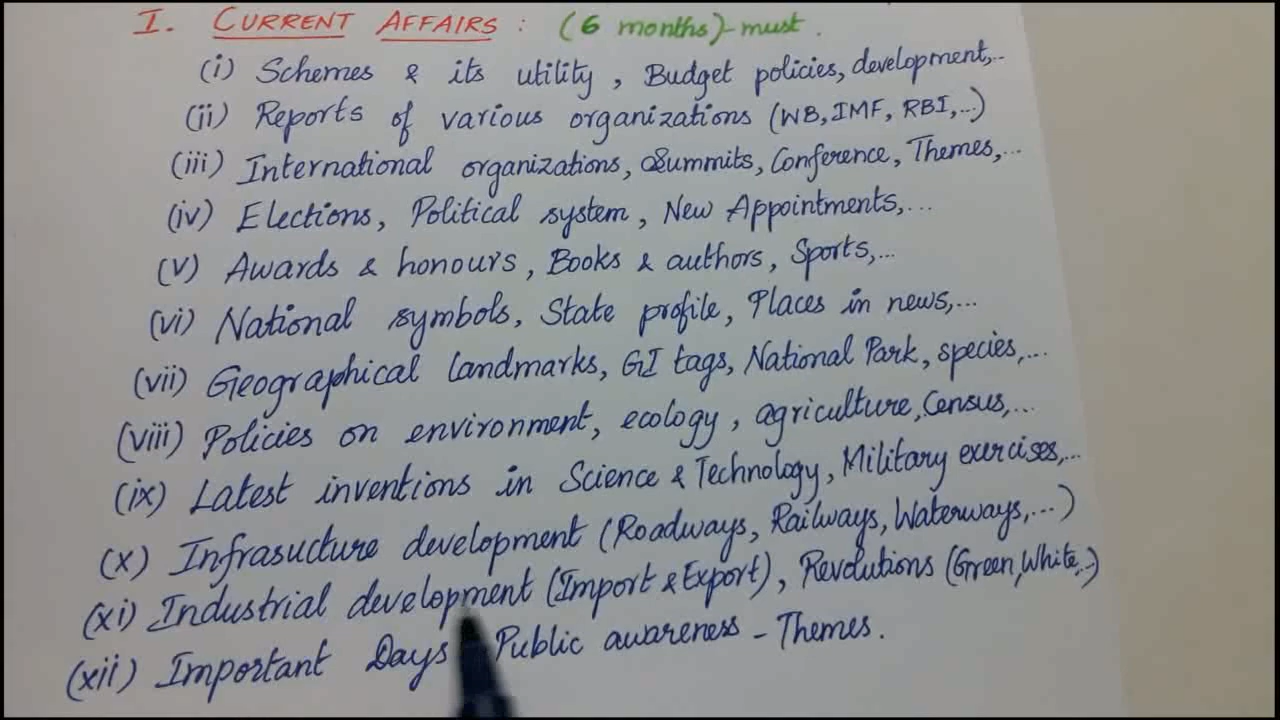 I. CURRENT AFFAIRS : (6 months)-must.
(i) Schemes & its utility, Budget policies, development,..
(ii) Reports of various organizations (WB, IMF, RBI,...)
(iii) International organizations, Summits, Conference, Themes,...
(iv) Elections, Political system, New Appointments,...
(v) Awards & honours, Books & authors, Sports,...
(vi) National symbols, State profile, Places in news,...
(vii) Geographical landmarks, GI tags, National Park, species,...
(viii) Policies on environment, ecology, agriculture, Census,...
(ix) Latest inventions in Science & Technology, Military exercises,...
(x) Infrasucture development (Roadways, Railways, Waterways,...)
(xi) Industrial development (Import & Export), Revolutions (Green, White,..)
(xii) Important Days Public awareness - Themes.